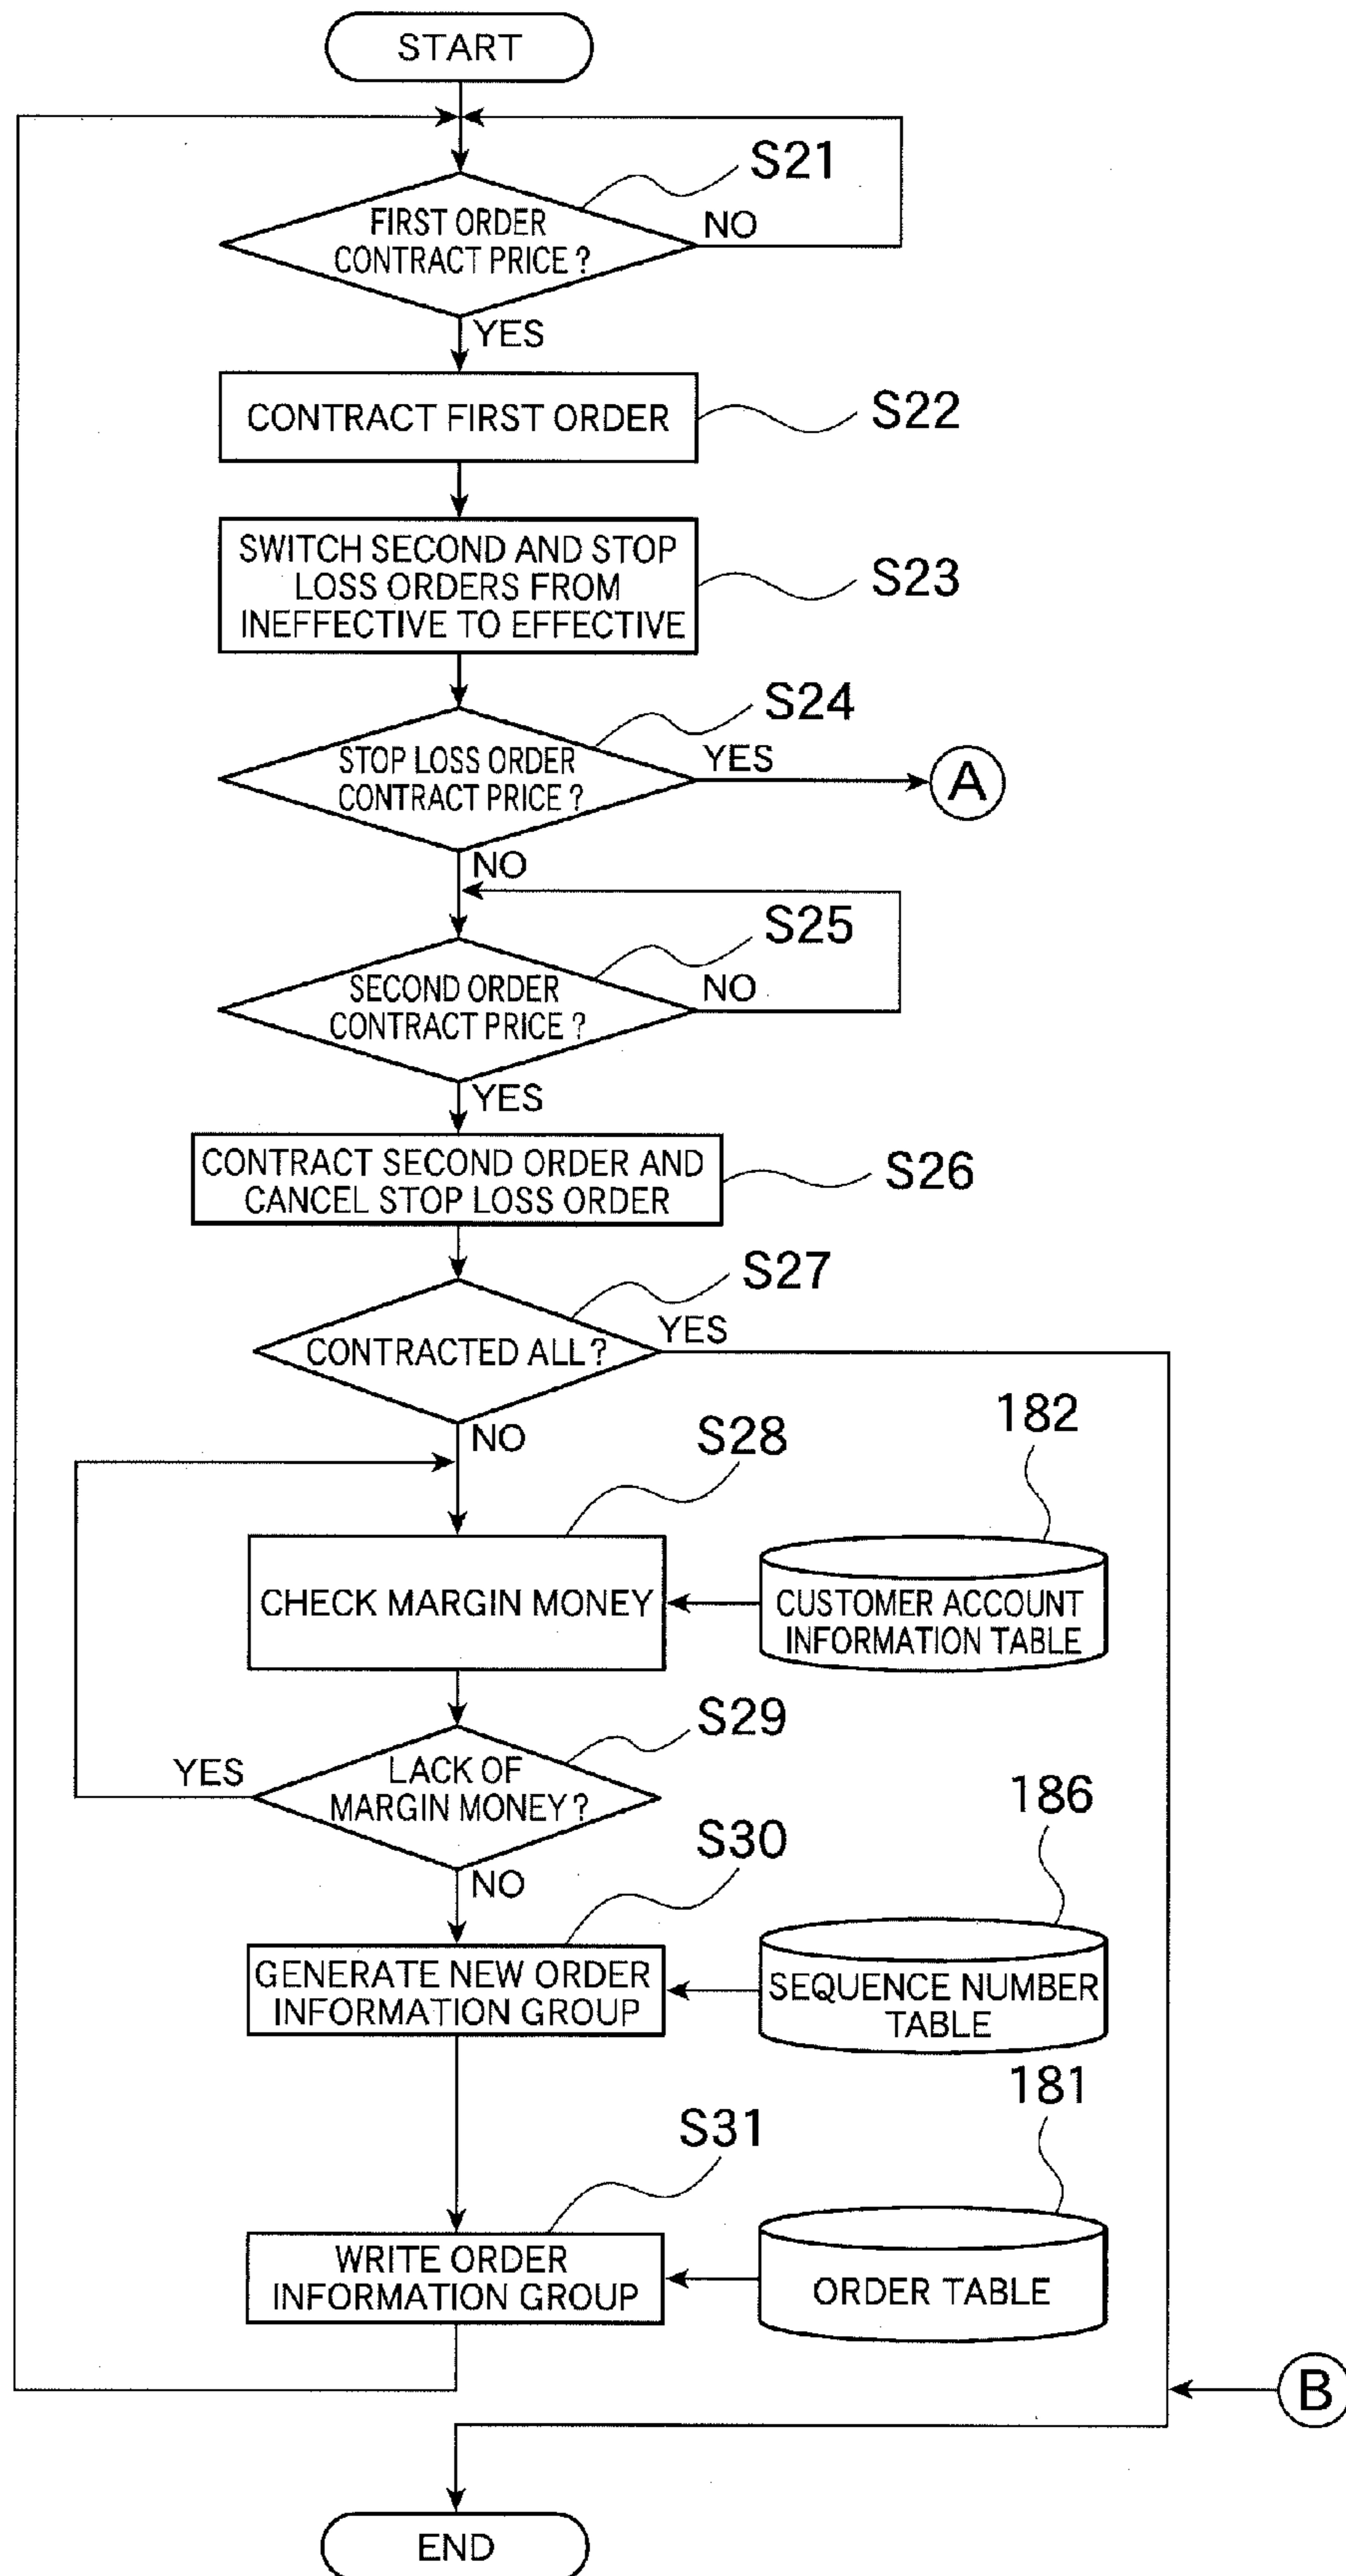 START
S21
FIRST ORDER
CONTRACT PRICE?
NO
YES
CONTRACT FIRST ORDER
S22
SWITCH SECOND AND STOP
LOSS ORDERS FROM
INEFFECTIVE TO EFFECTIVE
S23
S24
STOP LOSS ORDER
CONTRACT PRICE?
YES
A
NO
S25
SECOND ORDER
CONTRACT PRICE?
NO
YES
CONTRACT SECOND ORDER AND
CANCEL STOP LOSS ORDER
S26
S27
CONTRACTED ALL?
YES
NO
S28
182
CHECK MARGIN MONEY
CUSTOMER ACCOUNT
INFORMATION TABLE
S29
LACK OF
MARGIN MONEY?
YES
NO
S30
186
GENERATE NEW ORDER
INFORMATION GROUP
SEQUENCE NUMBER
TABLE
S31
181
WRITE ORDER
INFORMATION GROUP
ORDER TABLE
B
END